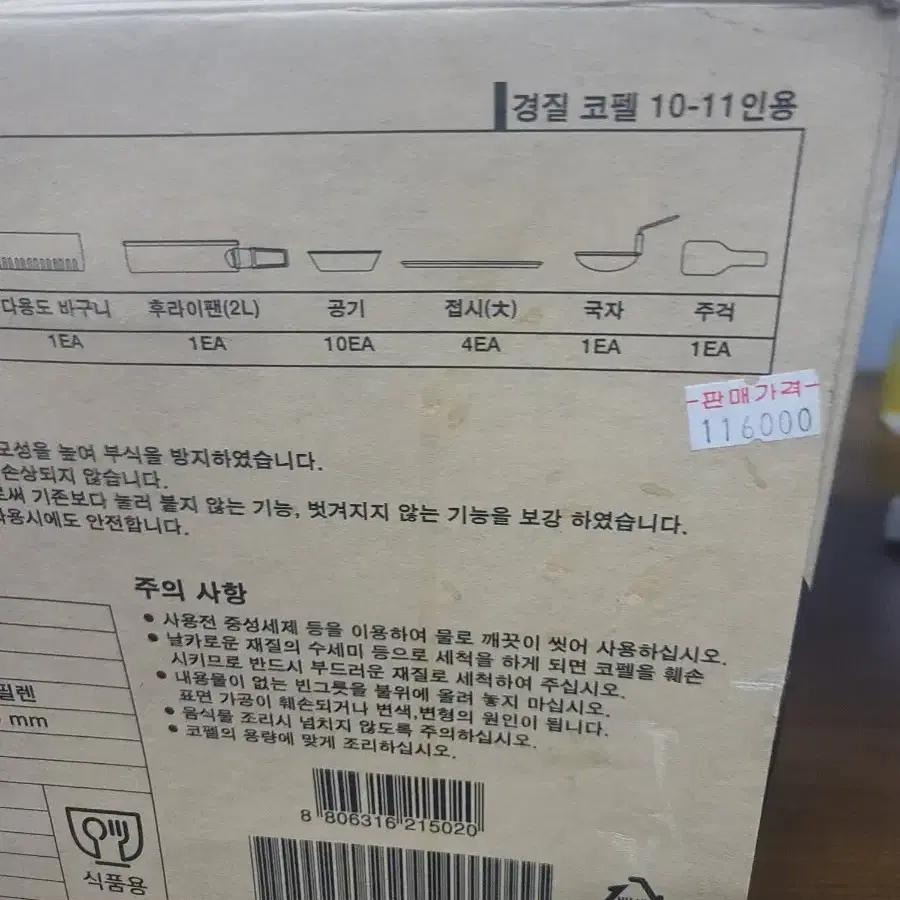 경질 코펠 10-11인용
다용도 바구니 후라이팬(2L) 공기 접시(大) 국자 주걱
1EA 1EA 10EA 4EA 1EA 1EA
-판매가격-
116000
모성을 높여 부식을 방지하였습니다.
손상되지 않습니다.
로써 기존보다 눌러 붙지 않는 기능, 벗겨지지 않는 기능을 보강 하였습니다.
사용시에도 안전합니다.
주의 사항
• 사용전 중성세제 등을 이용하여 물로 깨끗이 씻어 사용하십시오.
• 날카로운 재질의 수세미 등으로 세척을 하게 되면 코펠을 훼손
시키므로 반드시 부드러운 재질로 세척하여 주십시오.
• 내용물이 없는 빈그릇을 불위에 올려 놓지 마십시오.
표면 가공이 훼손되거나 변색,변형의 원인이 됩니다.
• 음식물 조리시 넘치지 않도록 주의하십시오.
• 코펠의 용량에 맞게 조리하십시오.
필렌
mm
8 806316 215020
식품용